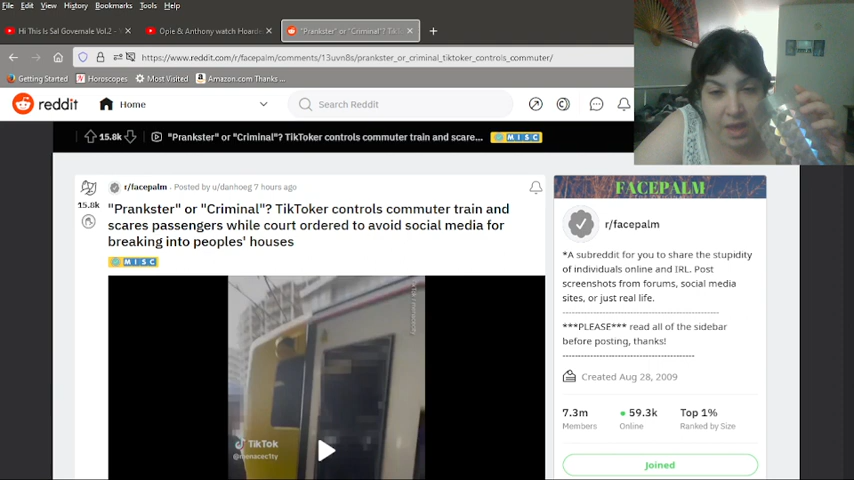 File Edit View History Bookmarks Tools Help
Hi This Is Sal Governale Vol.2 - Y
Opie & Anthony watch Hoarde
"Prankster" or "Criminal"? Tik T
https://www.reddit.com/r/facepalm/comments/13uvn8s/prankster_or_criminal_tiktoker_controls_commuter/
Getting Started Horoscopes Most Visited Amazon.com Thanks ...
reddit Home Search Reddit
15.8k "Prankster" or "Criminal"? TikToker controls commuter train and scare... MISC
r/facepalm · Posted by u/danhoeg 7 hours ago
15.8k
"Prankster" or "Criminal"? TikToker controls commuter train and
scares passengers while court ordered to avoid social media for
breaking into peoples' houses
MISC
TikTok
@menacec1ty
FACEPALM
r/facepalm
*A subreddit for you to share the stupidity
of individuals online and IRL. Post
screenshots from forums, social media
sites, or just real life.
----------------------------------------------------
***PLEASE*** read all of the sidebar
before posting, thanks!
--------------------------------------------
Created Aug 28, 2009
7.3m 59.3k Top 1%
Members Online Ranked by Size
Joined